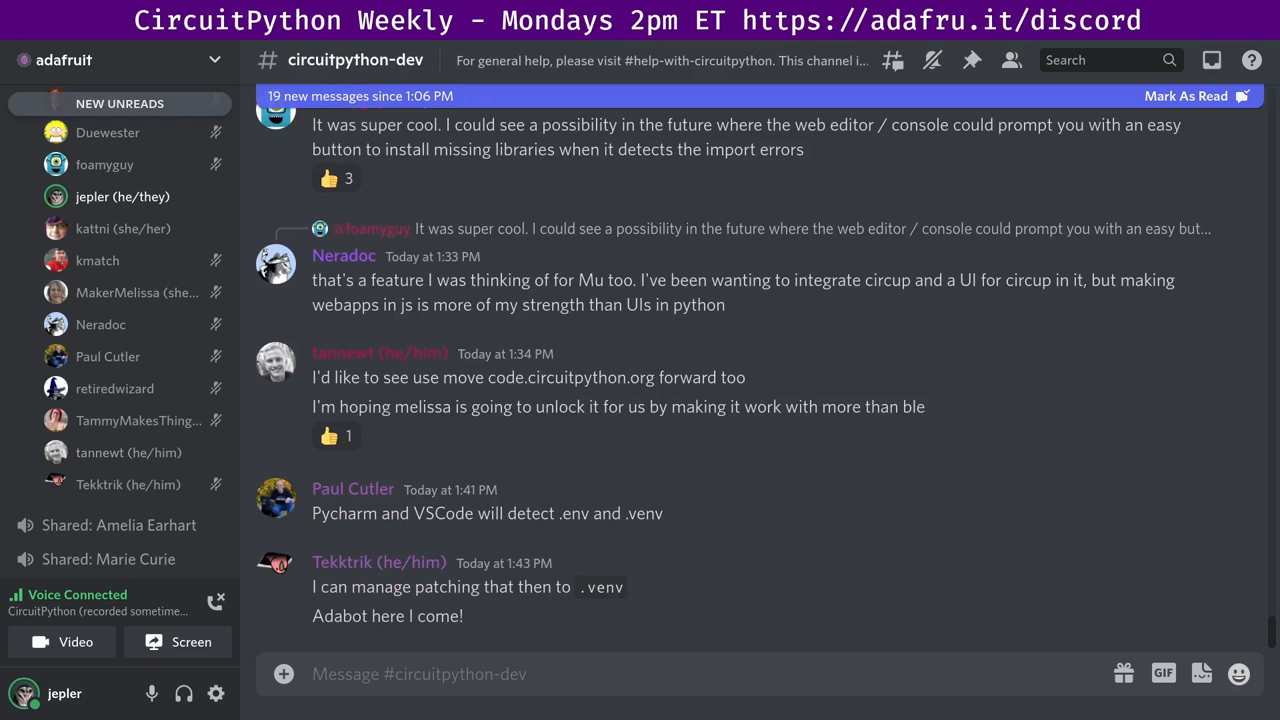 CircuitPython Weekly - Mondays 2pm ET https://adafru.it/discord
adafruit
circuitpython-dev
For general help, please visit #help-with-circuitpython. This channel i...
Search
NEW UNREADS
Duewester
foamyguy
jepler (he/they)
kattni (she/her)
kmatch
MakerMelissa (she...
Neradoc
Paul Cutler
retiredwizard
TammyMakesThing...
tannewt (he/him)
Tekktrik (he/him)
Shared: Amelia Earhart
Shared: Marie Curie
Voice Connected
CircuitPython (recorded sometime...
Video
Screen
jepler
19 new messages since 1:06 PM
Mark As Read
It was super cool. I could see a possibility in the future where the web editor / console could prompt you with an easy
button to install missing libraries when it detects the import errors
3
@foamyguy It was super cool. I could see a possibility in the future where the web editor / console could prompt you with an easy but...
Neradoc Today at 1:33 PM
that's a feature I was thinking of for Mu too. I've been wanting to integrate circup and a UI for circup in it, but making
webapps in js is more of my strength than UIs in python
tannewt (he/him) Today at 1:34 PM
I'd like to see use move code.circuitpython.org forward too
I'm hoping melissa is going to unlock it for us by making it work with more than ble
1
Paul Cutler Today at 1:41 PM
Pycharm and VSCode will detect .env and .venv
Tekktrik (he/him) Today at 1:43 PM
I can manage patching that then to .venv
Adabot here I come!
Message #circuitpython-dev
GIF